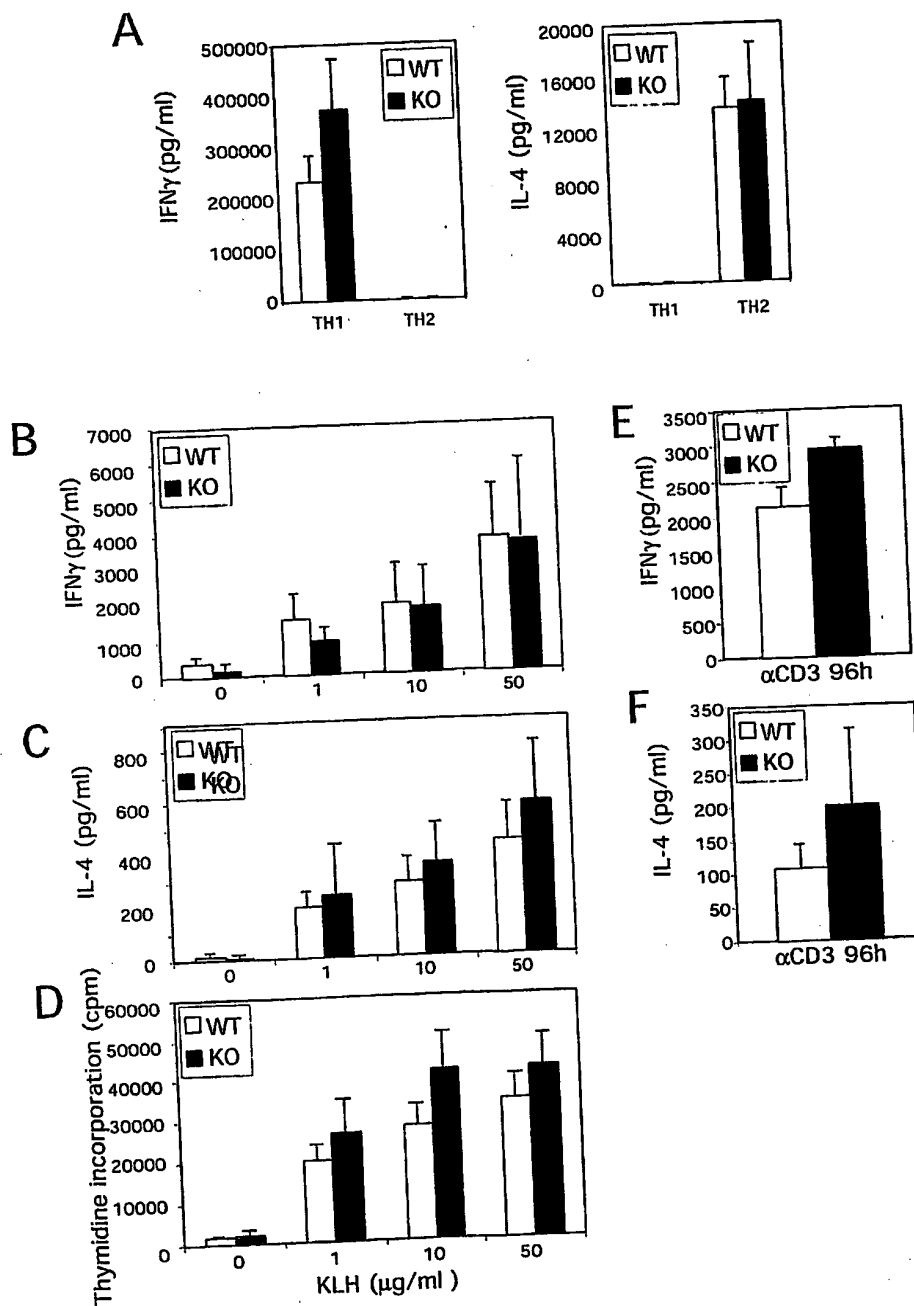 A
IFNγ (pg/ml)
500000
400000
300000
200000
100000
0
WT
KO
TH1
TH2
IL-4 (pg/ml)
20000
16000
12000
8000
4000
0
WT
KO
TH1
TH2
B
IFNγ (pg/ml)
7000
6000
5000
4000
3000
2000
1000
0
WT
KO
0
1
10
50
C
IL-4 (pg/ml)
800
600
400
200
0
WT
WT
KO
KO
0
1
10
50
D
Thymidine incorporation (cpm)
60000
50000
40000
30000
20000
10000
0
WT
KO
0
1
10
50
KLH (μg/ml)
E
IFNγ (pg/ml)
3500
3000
2500
2000
1500
1000
500
0
WT
KO
αCD3 96h
F
IL-4 (pg/ml)
350
300
250
200
150
100
50
0
WT
KO
αCD3 96h